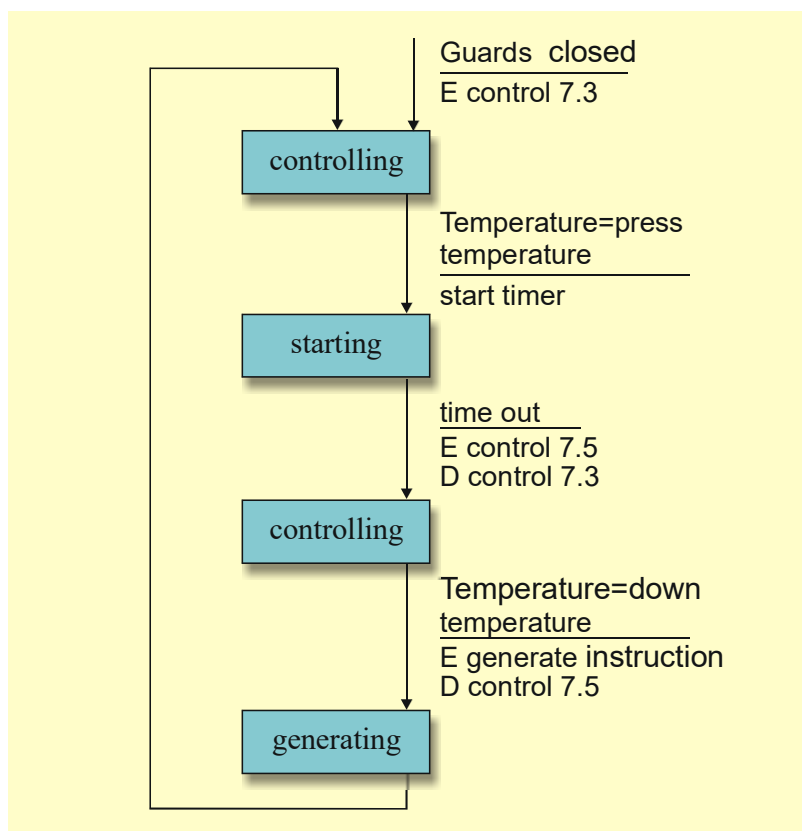 Guards closed
E control 7.3
controlling
Temperature=press
temperature
start timer
starting
time out
E control 7.5
D control 7.3
controlling
Temperature=down
temperature
E generate instruction
D control 7.5
generating